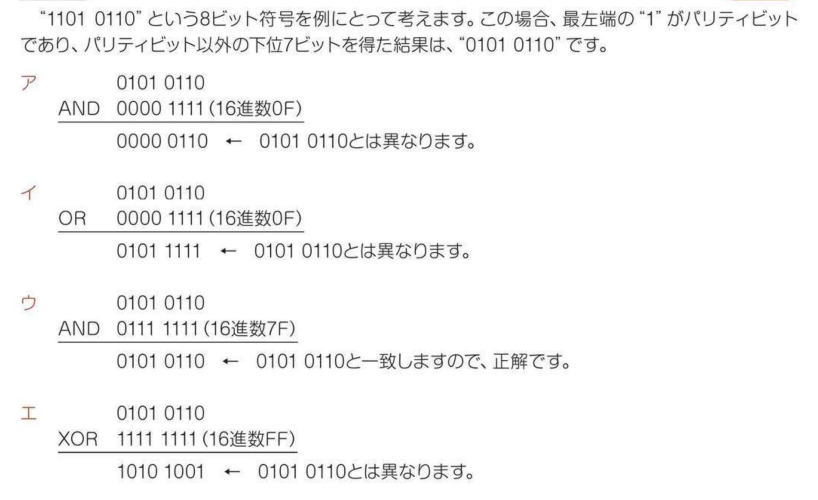 “1101 0110” という8ビット符号を例にとって考えます。この場合、最左端の “1” がパリティビット
であり、パリティビット以外の下位7ビットを得た結果は、“0101 0110” です。
ア 0101 0110
AND 0000 1111(16進数0F)
0000 0110 ← 0101 0110とは異なります。
イ 0101 0110
OR 0000 1111(16進数0F)
0101 1111 ← 0101 0110とは異なります。
ウ 0101 0110
AND 0111 1111(16進数7F)
0101 0110 ← 0101 0110と一致しますので、正解です。
エ 0101 0110
XOR 1111 1111(16進数FF)
1010 1001 ← 0101 0110とは異なります。